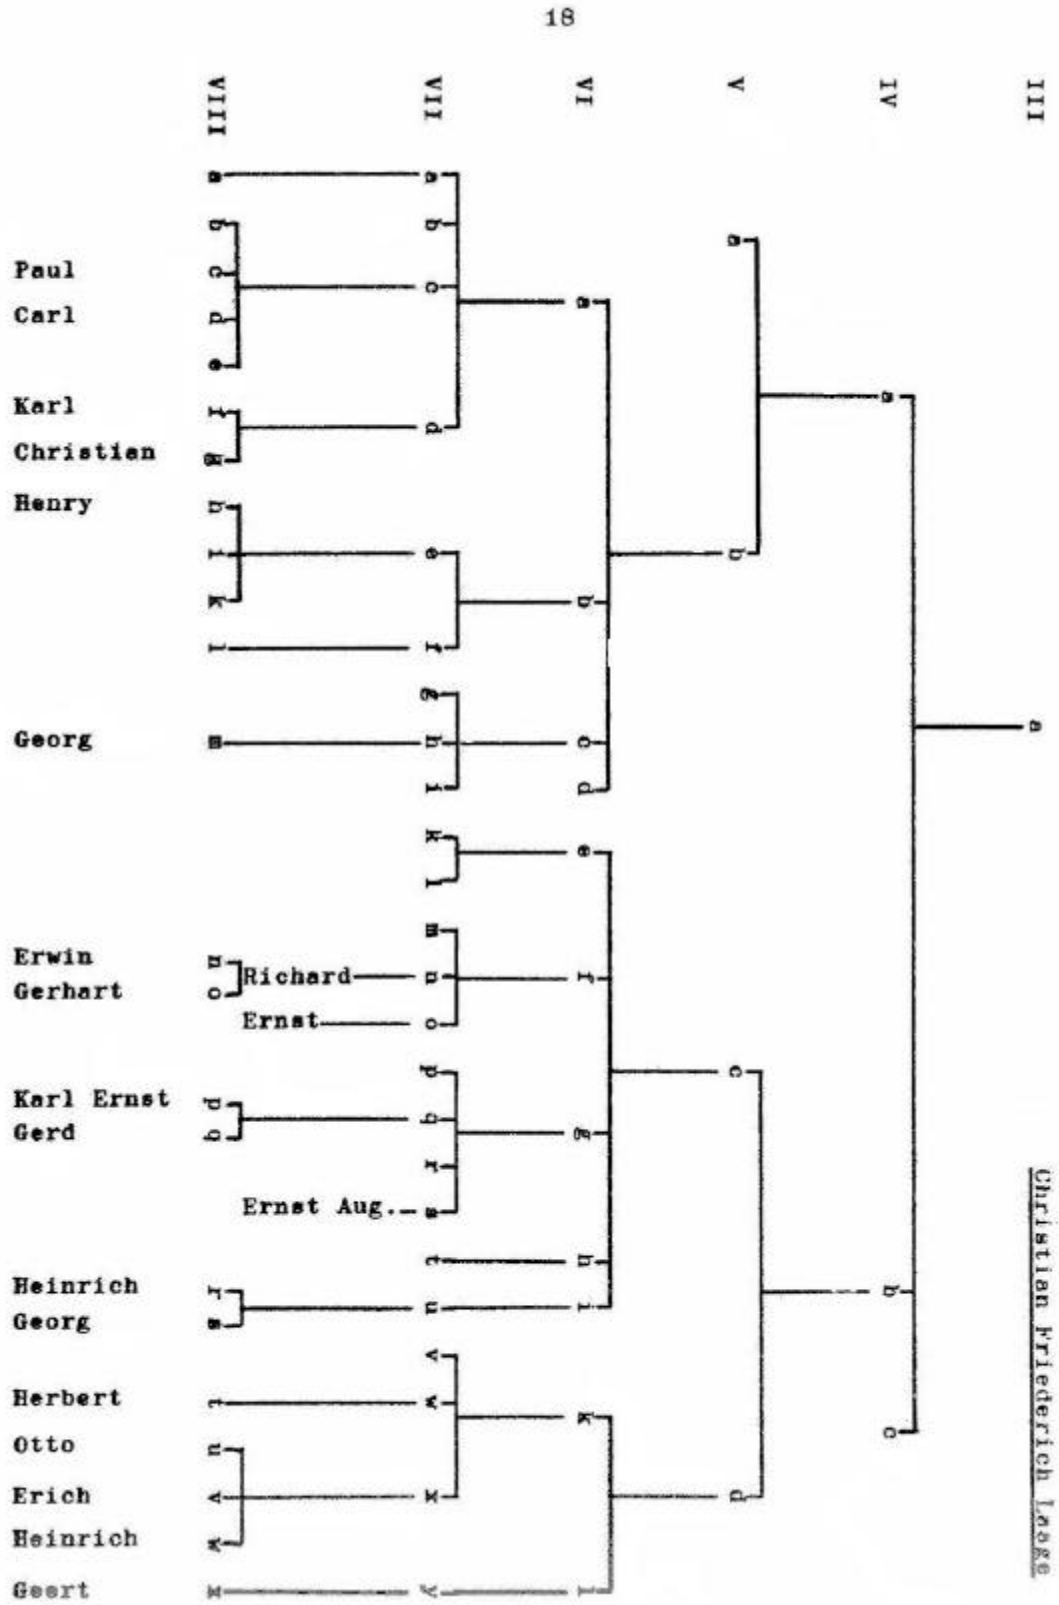 18
III
IV
V
VI
VII
VIII
Christian Friederich Laage
a
a b c
a b c d
a b c d e f g h i k l
a b c d e f g h i k l m n o p q r s t u v w x y
a b c d e f g h i k l m n o p q r s t u v w x
Paul
Carl
Karl
Christian
Henry
Georg
Erwin
Gerhart
Richard
Ernst
Karl Ernst
Gerd
Ernst Aug.
Heinrich
Georg
Herbert
Otto
Erich
Heinrich
Geert